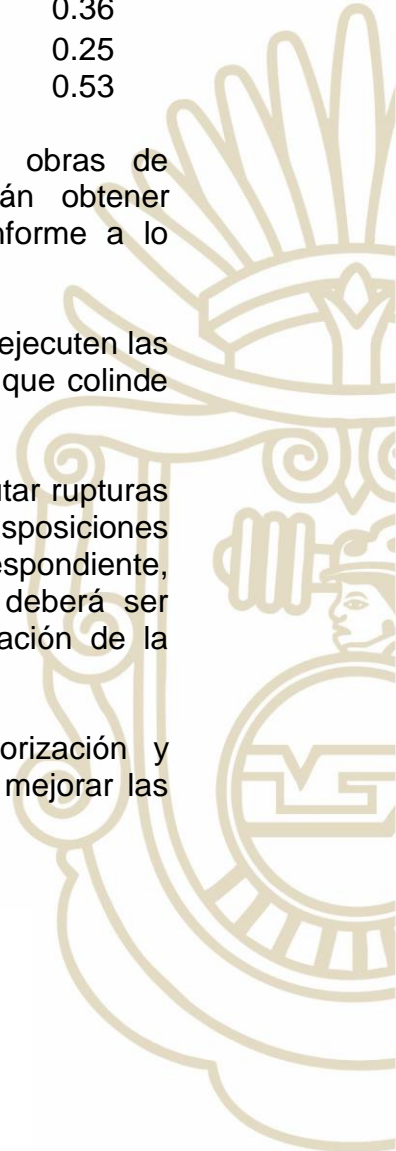 0.36
0.25
0.53
obras de
án obtener
nforme a lo
ejecuten las
que colinde
utar rupturas
sposiciones
espondiente,
deberá ser
ación de la
orización y
mejorar las